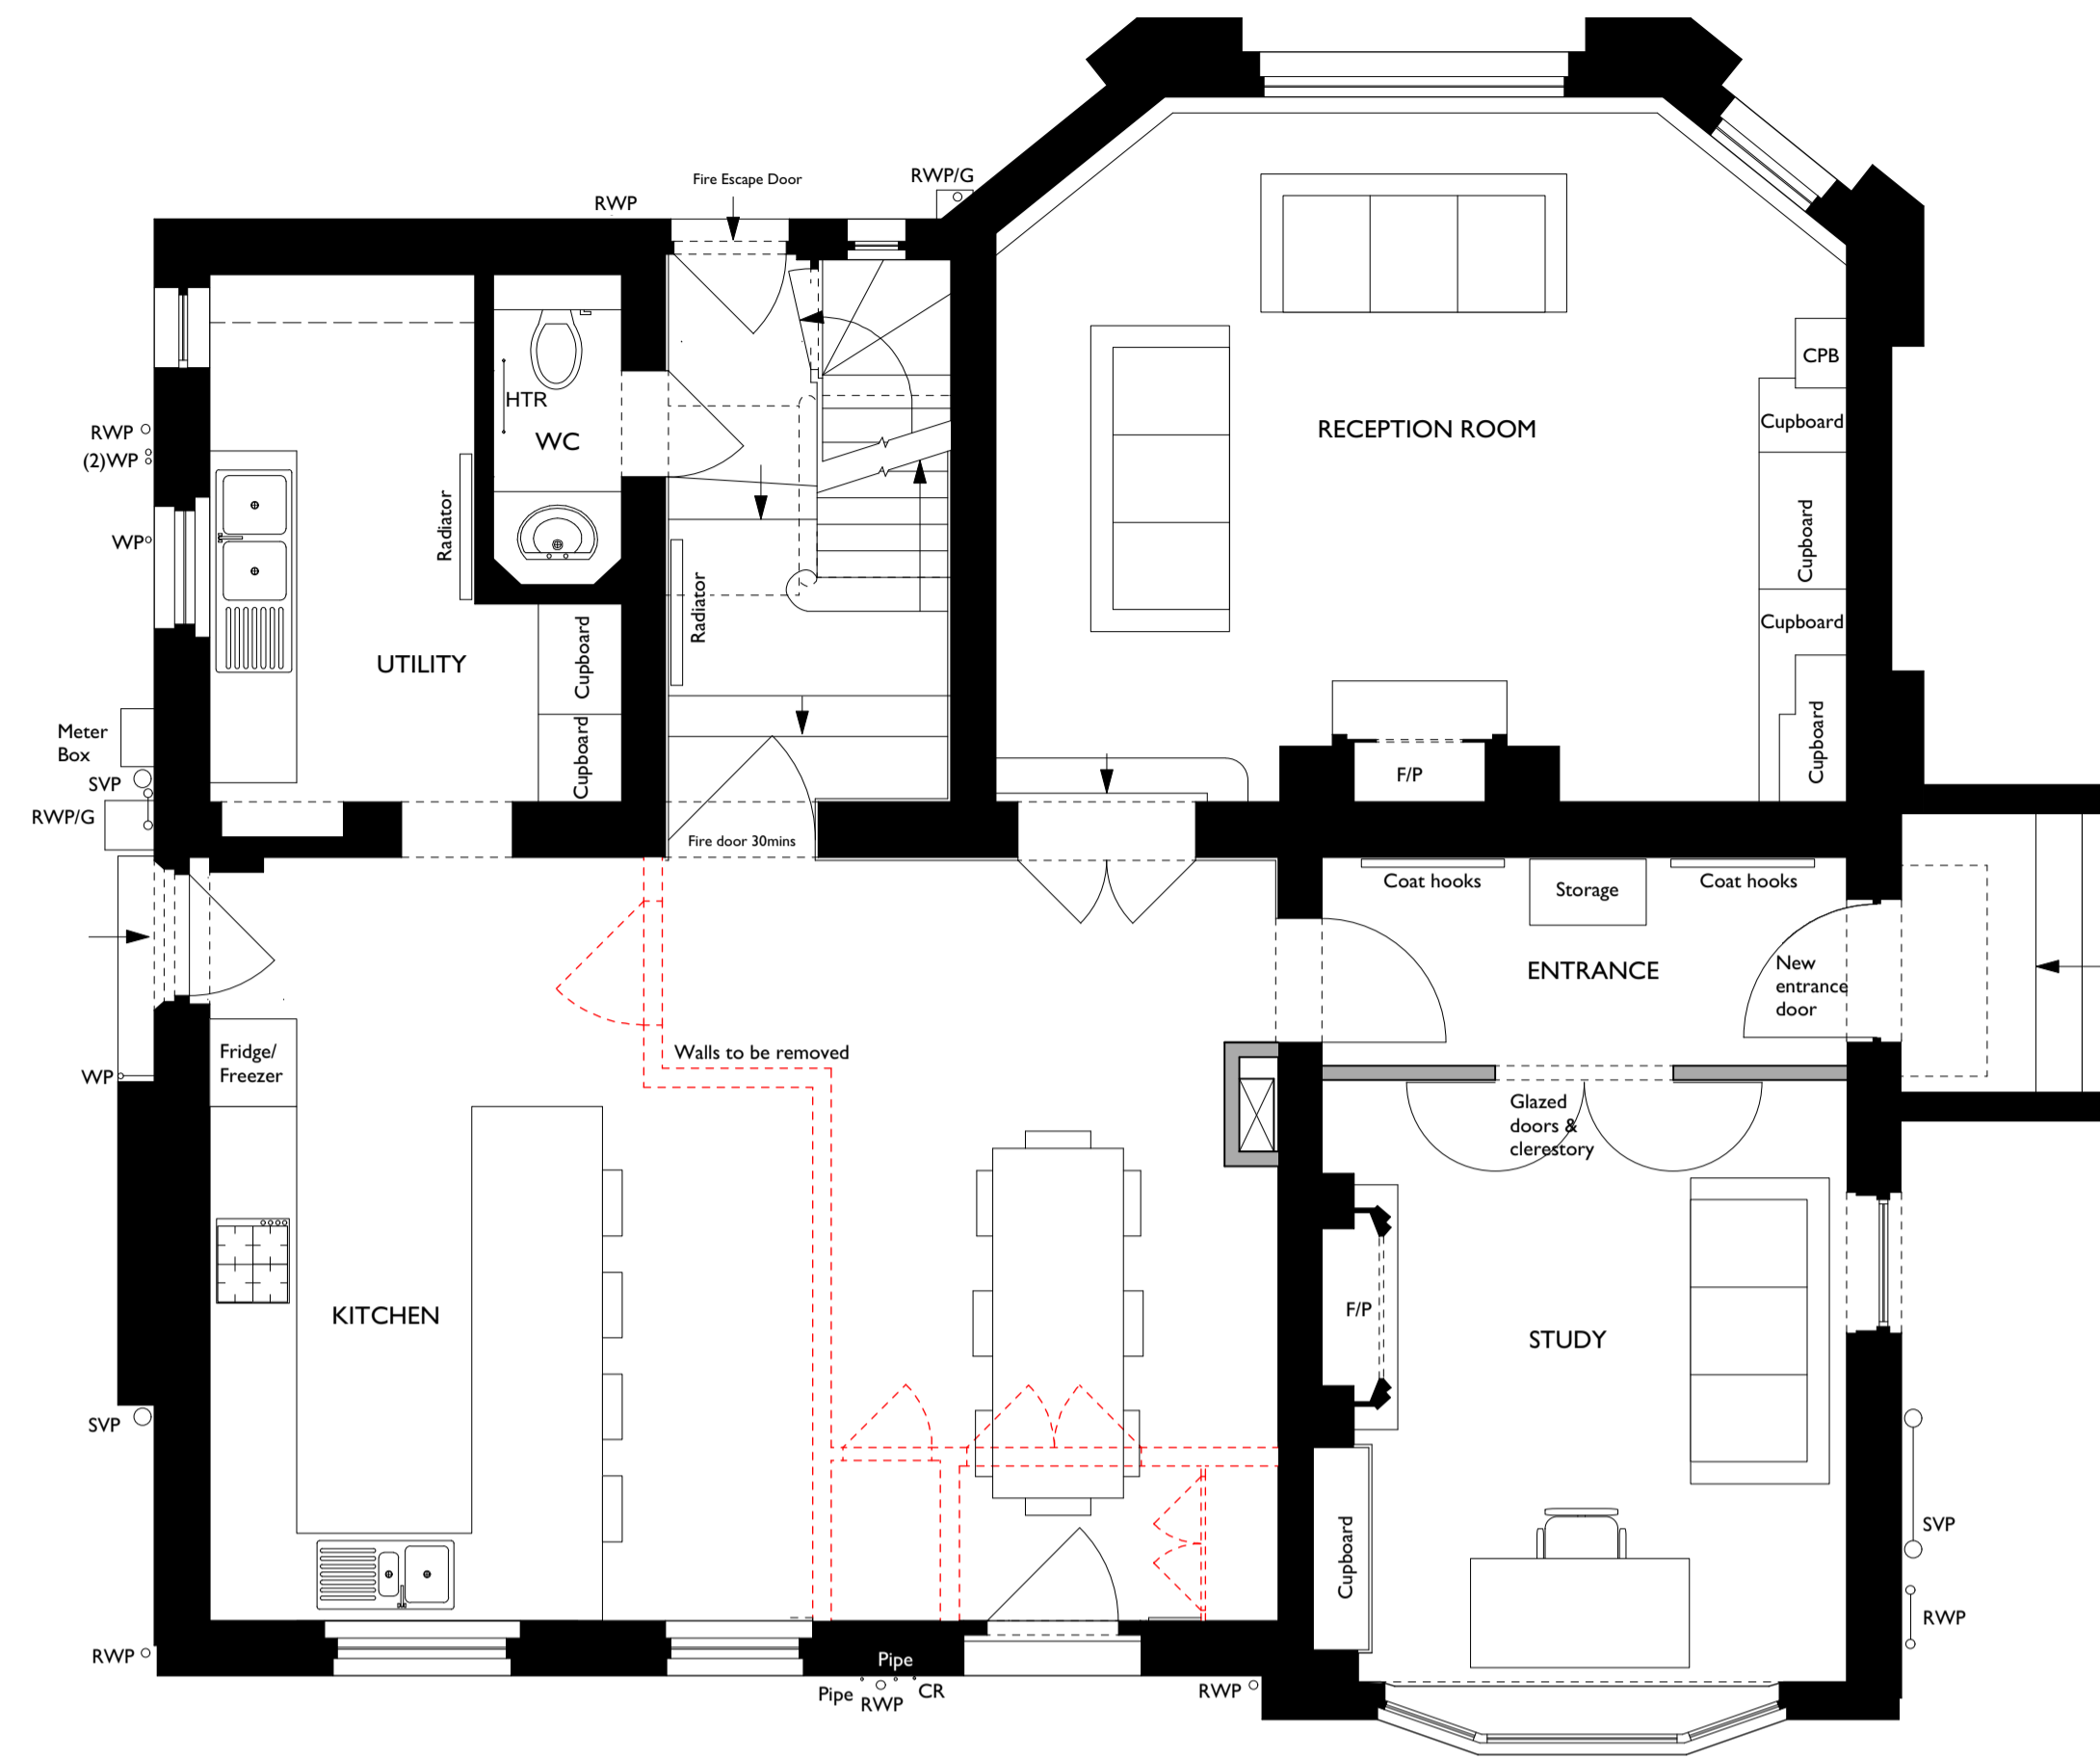 Fire Escape Door
RWP/G
RWP
CPB
HTR
Cupboard
RECEPTION ROOM
RWP
(2)WP
WC
Cupboard
Radiator
WP
Radiator
Cupboard
Cupboard
UTILITY
Cupboard
Meter
Box
Cupboard
F/P
SVP
RWP/G
Fire door 30mins
Coat hooks
Storage
Coat hooks
ENTRANCE
New
entrance
door
Fridge/
Freezer
Walls to be removed
WP
Glazed
doors &
clerestory
KITCHEN
F/P
STUDY
SVP
Cupboard
SVP
RWP
RWP
Pipe
Pipe
RWP
CR
RWP